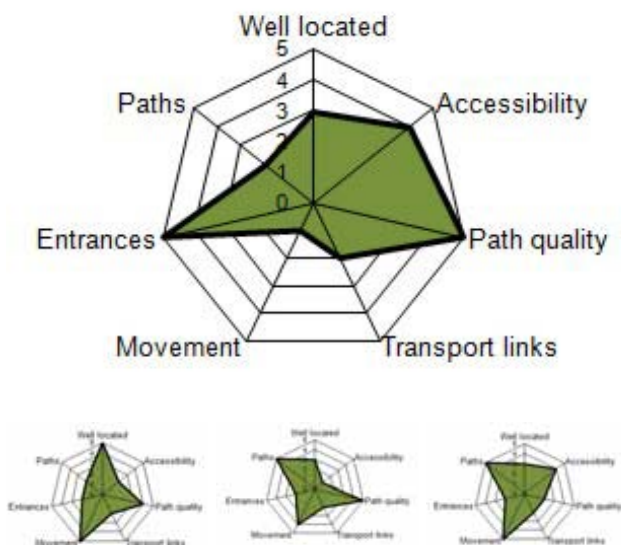 Well located
5
4
Paths Accessibility
3
2
1
0
Entrances Path quality
Movement Transport links
Well located Well located Well located
Paths Accessibility Paths Accessibility Paths Accessibility
Entrances Path quality Entrances Path quality Entrances Path quality
Movement Transport links Movement Transport links Movement Transport links